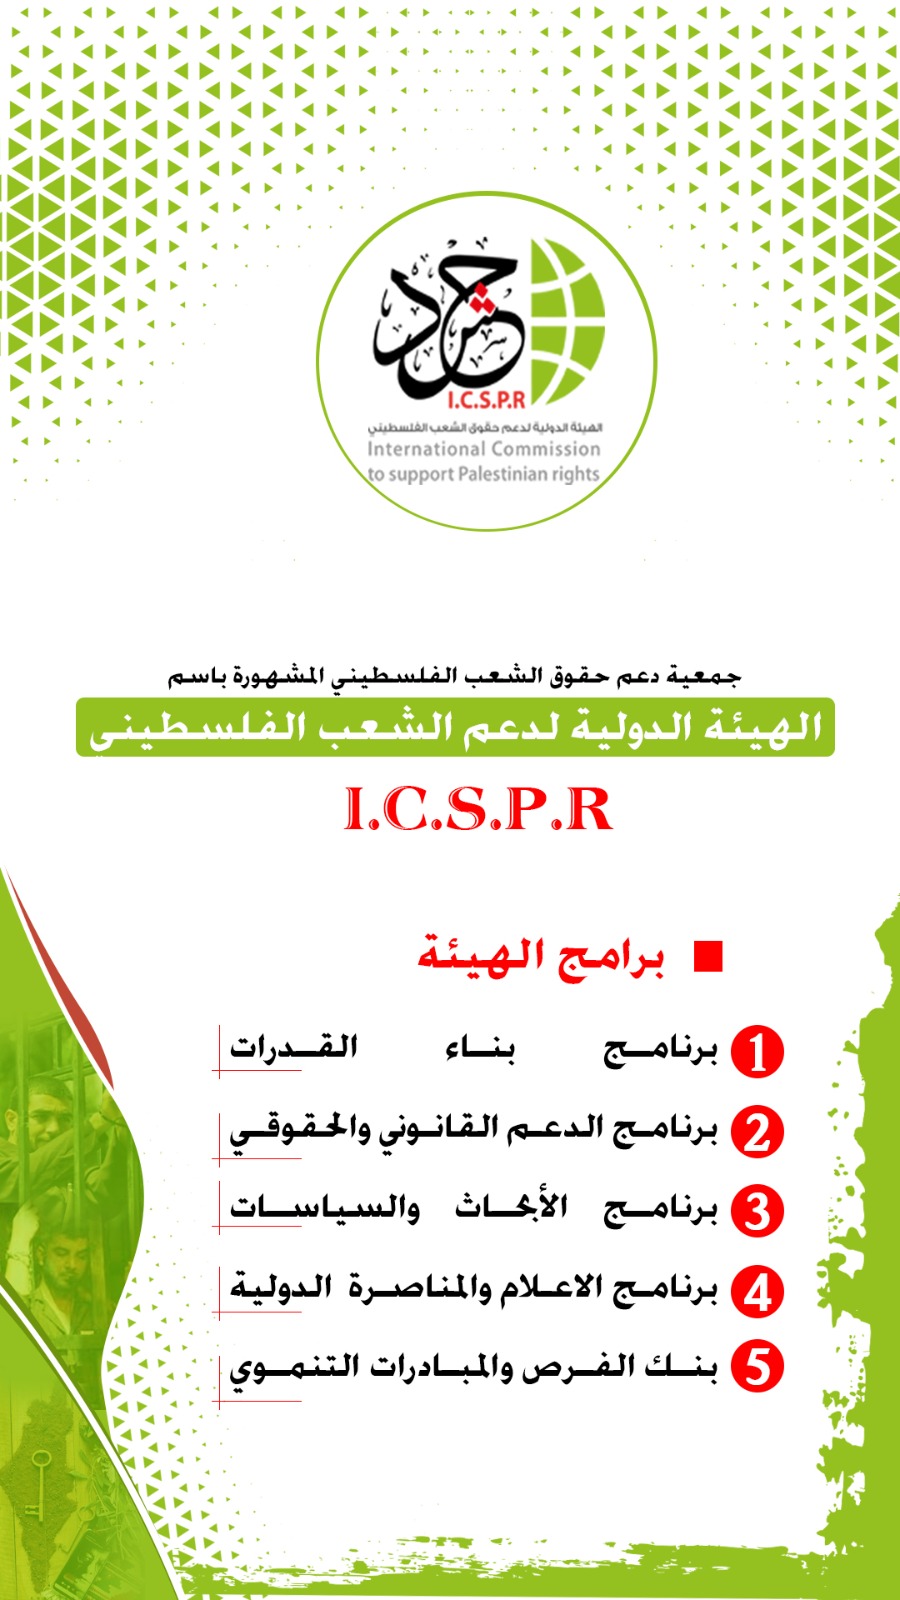 حشد
I.C.S.P.R
الهيئة الدولية لدعم حقوق الشعب الفلسطيني
International Commission
to support Palestinian rights
جمعية دعم حقوق الشعب الفلسطيني المشهورة باسم
الهيئة الدولية لدعم الشعب الفلسطيني
I.C.S.P.R
برامج الهيئة
1 برنامج بناء القدرات
2 برنامج الدعم القانوني والحقوقي
3 برنامج الأبحاث والسياسات
4 برنامج الاعلام والمناصرة الدولية
5 بنك الفرص والمبادرات التنموي